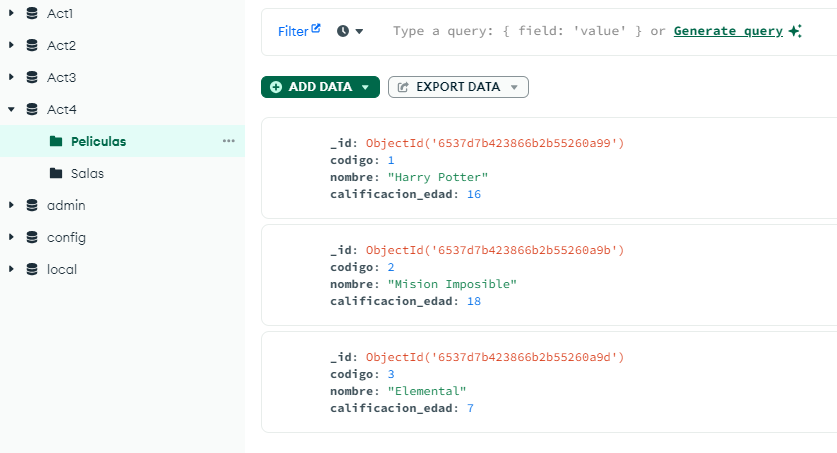 Act1
Act2
Act3
Act4
Peliculas
Salas
admin
config
local
Filter
Type a query: { field: 'value' } or Generate query
ADD DATA
EXPORT DATA
_id: ObjectId('6537d7b423866b2b55260a99')
codigo: 1
nombre: "Harry Potter"
calificacion_edad: 16
_id: ObjectId('6537d7b423866b2b55260a9b')
codigo: 2
nombre: "Mision Imposible"
calificacion_edad: 18
_id: ObjectId('6537d7b423866b2b55260a9d')
codigo: 3
nombre: "Elemental"
calificacion_edad: 7